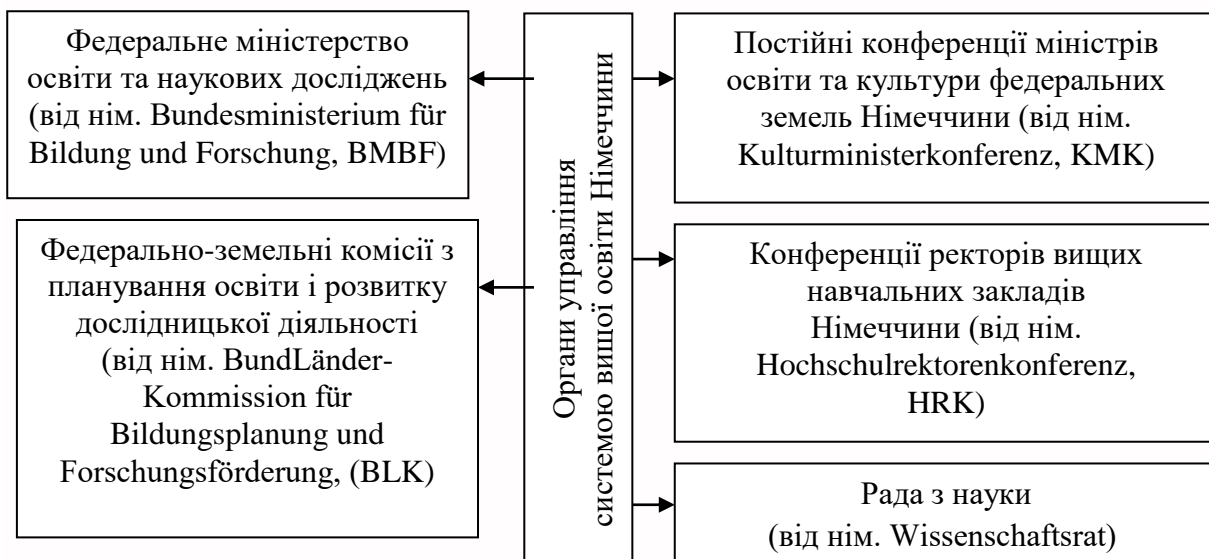 Федеральне міністерство
освіти та наукових досліджень
(від нім. Bundesministerium für
Bildung und Forschung, BMBF)
Федерально-земельні комісії з
планування освіти і розвитку
дослідницької діяльності
(від нім. BundLänder-
Kommission für
Bildungsplanung und
Forschungsförderung, (BLK)
Органи управління
системою вищої освіти Німеччини
Постійні конференції міністрів
освіти та культури федеральних
земель Німеччини (від нім.
Kulturministerkonferenz, KMK)
Конференції ректорів вищих
навчальних закладів
Німеччини (від нім.
Hochschulrektorenkonferenz,
HRK)
Рада з науки
(від нім. Wissenschaftsrat)